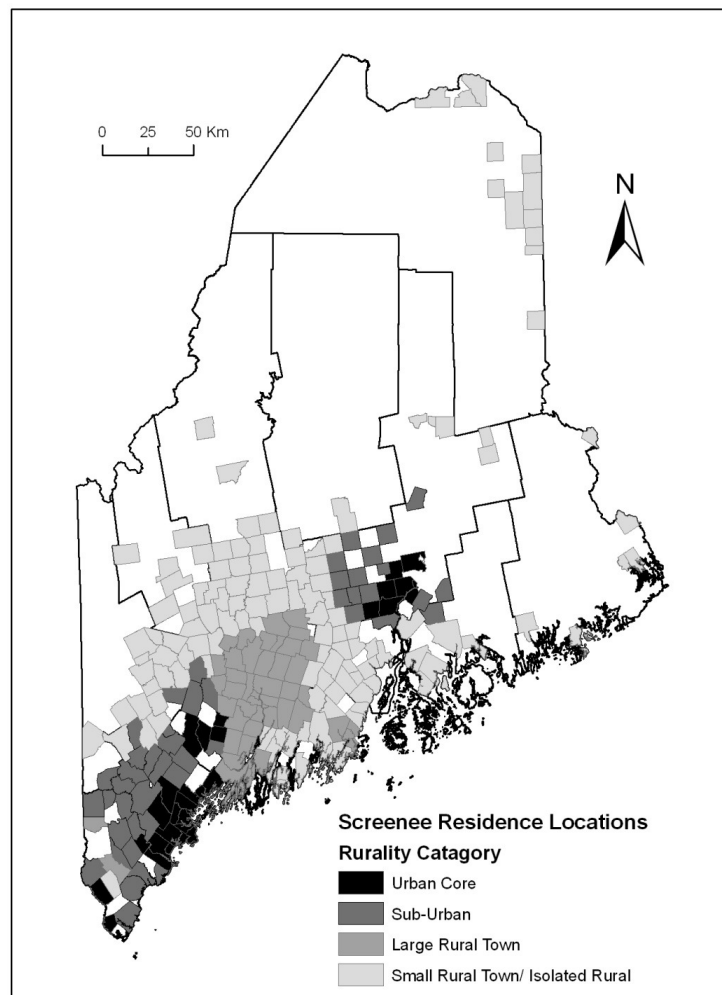 0 25 50 Km
N
Screenee Residence Locations
Rurality Catagory
Urban Core
Sub-Urban
Large Rural Town
Small Rural Town/ Isolated Rural